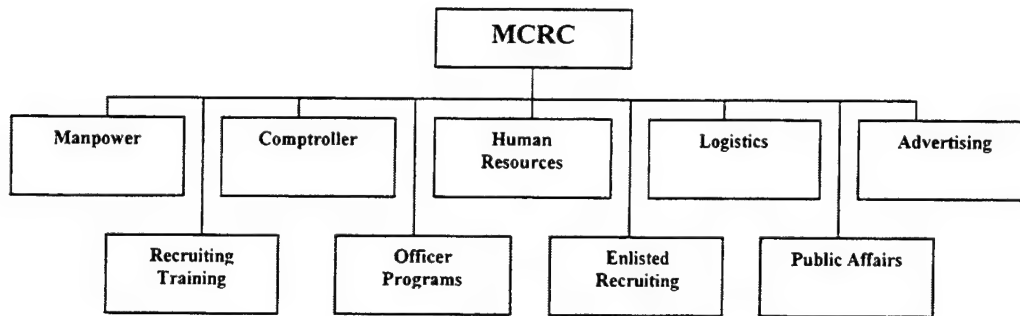 MCRC
Manpower
Comptroller
Human
Resources
Logistics
Advertising
Recruiting
Training
Officer
Programs
Enlisted
Recruiting
Public Affairs